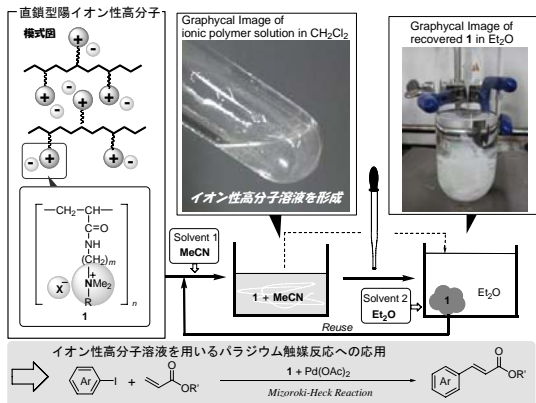 直鎖型陽イオン性高分子
模式図
Graphycal Image of
ionic polymer solution in CH2Cl2
イオン性高分子溶液を形成
Graphycal Image of
recovered 1 in Et2O
+
-
+
-
+
-
+
-
+
-
+
-
+
-
CH2 CH
C=O
NH
(CH2)m
+
X-
NMe2
R
n
1
Solvent 1
MeCN
1 + MeCN
Solvent 2
Et2O
1
Et2O
Reuse
イオン性高分子溶液を用いるパラジウム触媒反応への応用
Ar I + O OR' 1 + Pd(OAc)2 Ar O OR'
Mizoroki-Heck Reaction